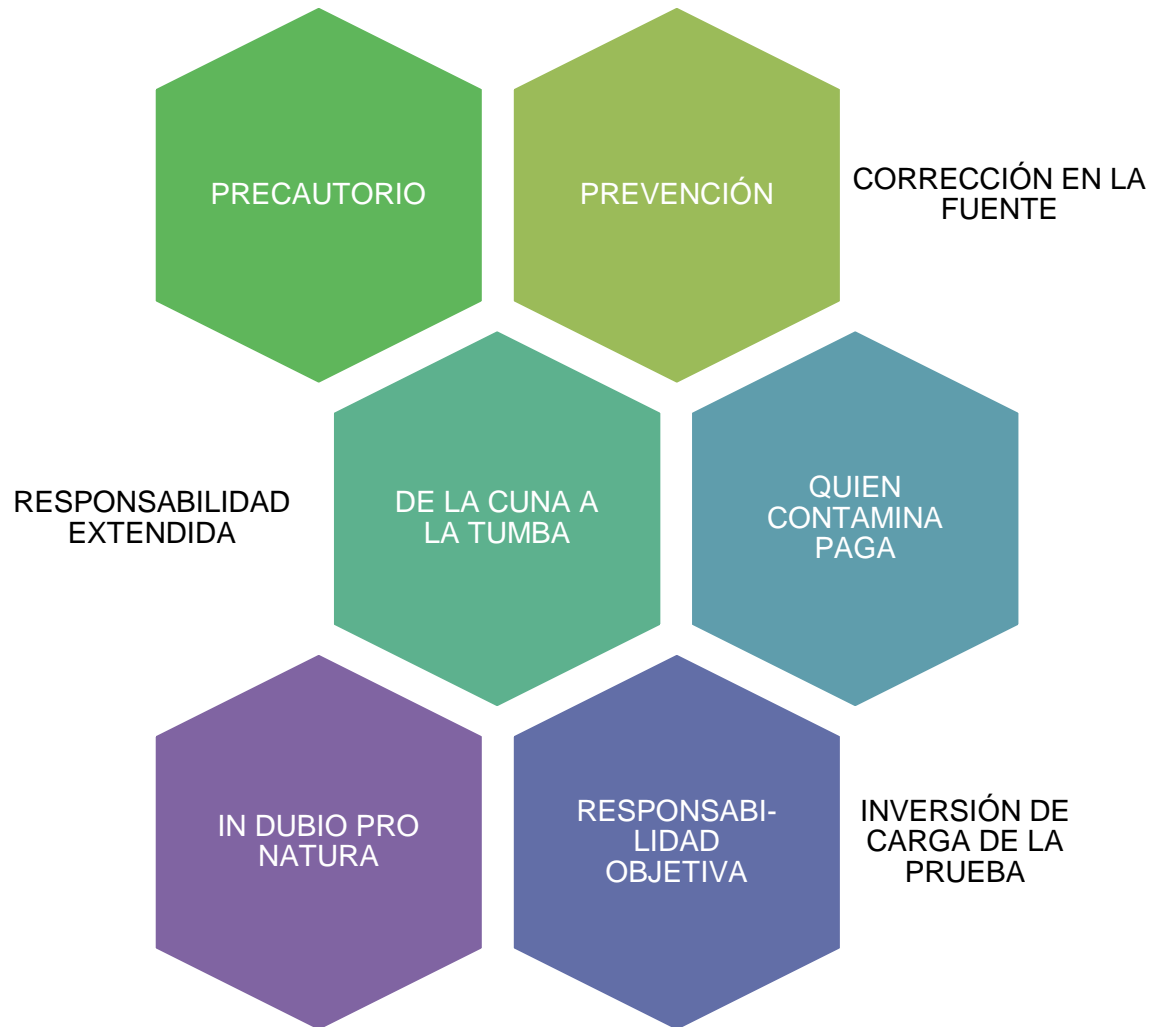 PRECAUTORIO
PREVENCIÓN
CORRECCIÓN EN LA
FUENTE
RESPONSABILIDAD
EXTENDIDA
DE LA CUNA A
LA TUMBA
QUIEN
CONTAMINA
PAGA
IN DUBIO PRO
NATURA
RESPONSABI-
LIDAD
OBJETIVA
INVERSIÓN DE
CARGA DE LA
PRUEBA